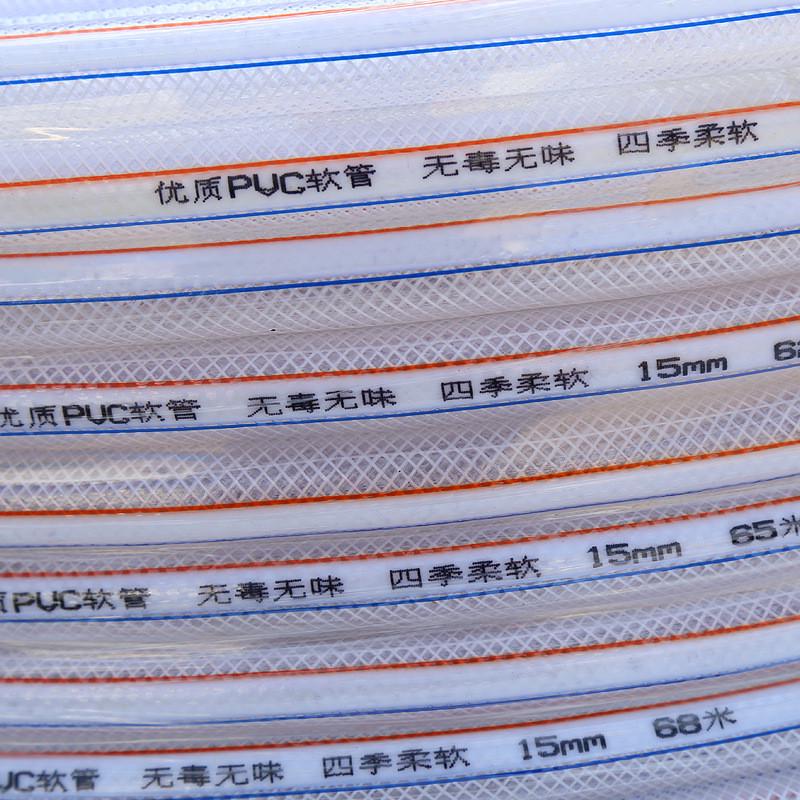 优质PVC软管 无毒无味 四季柔软
优质PVC软管 无毒无味 四季柔软 15mm 62
质PVC软管 无毒无味 四季柔软 15mm 65米
VC软管 无毒无味 四季柔软 15mm 68米